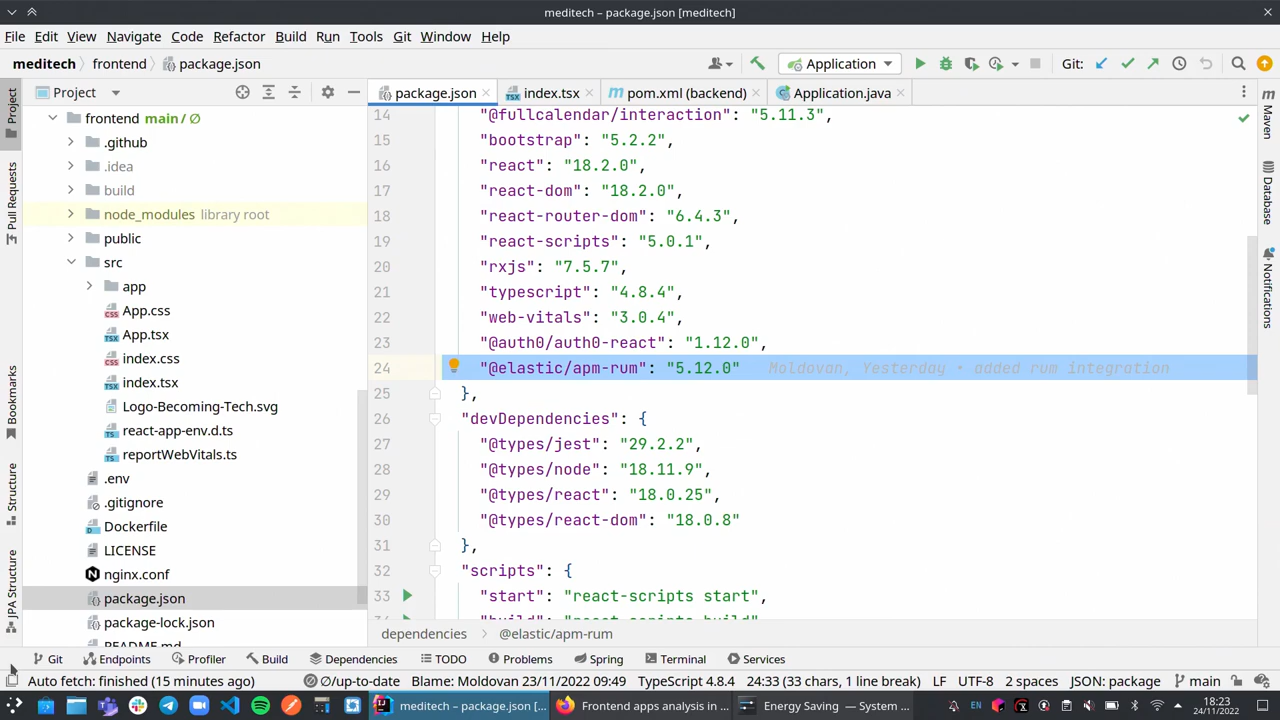 meditech – package.json [meditech]
File Edit View Navigate Code Refactor Build Run Tools Git Window Help
meditech frontend package.json Application Git:
Project package.json index.tsx pom.xml (backend) Application.java
frontend main / ∅
.github
.idea
build
node_modules library root
public
src
app
App.css
App.tsx
index.css
index.tsx
Logo-Becoming-Tech.svg
react-app-env.d.ts
reportWebVitals.ts
.env
.gitignore
Dockerfile
LICENSE
nginx.conf
package.json
package-lock.json
README.md
14 "@fullcalendar/interaction": "5.11.3",
15 "bootstrap": "5.2.2",
16 "react": "18.2.0",
17 "react-dom": "18.2.0",
18 "react-router-dom": "6.4.3",
19 "react-scripts": "5.0.1",
20 "rxjs": "7.5.7",
21 "typescript": "4.8.4",
22 "web-vitals": "3.0.4",
23 "@auth0/auth0-react": "1.12.0",
24 "@elastic/apm-rum": "5.12.0" Moldovan, Yesterday • added rum integration
25 },
26 "devDependencies": {
27 "@types/jest": "29.2.2",
28 "@types/node": "18.11.9",
29 "@types/react": "18.0.25",
30 "@types/react-dom": "18.0.8"
31 },
32 "scripts": {
33 "start": "react-scripts start",
34 "build": "react-scripts build"
dependencies @elastic/apm-rum
Project
Pull Requests
Bookmarks
Structure
JPA Structure
Maven
Database
Notifications
Git Endpoints Profiler Build Dependencies TODO Problems Spring Terminal Services
Auto fetch: finished (15 minutes ago) ∅/up-to-date Blame: Moldovan 23/11/2022 09:49 TypeScript 4.8.4 24:33 (33 chars, 1 line break) LF UTF-8 2 spaces JSON: package main
meditech – package.json [... Frontend apps analysis in ... Energy Saving — System ... EN 18:23
24/11/2022